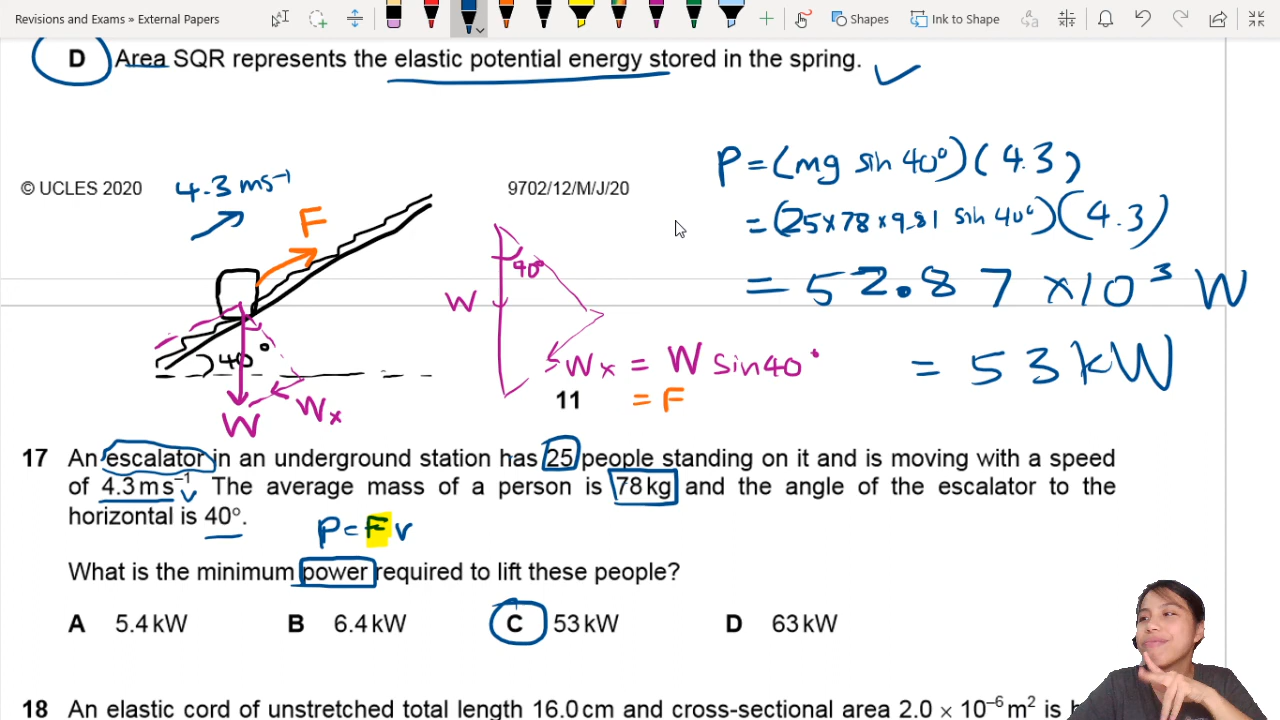 Revisions and Exams » External Papers
Shapes
Ink to Shape
D Area SQR represents the elastic potential energy stored in the spring.
© UCLES 2020
9702/12/M/J/20
4.3 ms⁻¹
F
40°
W
Wx
W
40°
Wx = W sin40°
= F
P = (mg sin 40°)(4.3)
= (25×78×9.81 sin 40°)(4.3)
= 52.87 ×10³ W
= 53kW
11
17 An escalator in an underground station has 25 people standing on it and is moving with a speed
of 4.3 m s⁻¹. The average mass of a person is 78 kg and the angle of the escalator to the
horizontal is 40°.
v
P = Fv
What is the minimum power required to lift these people?
A 5.4 kW B 6.4 kW C 53 kW D 63 kW
18 An elastic cord of unstretched total length 16.0 cm and cross-sectional area 2.0 × 10⁻⁶ m² is